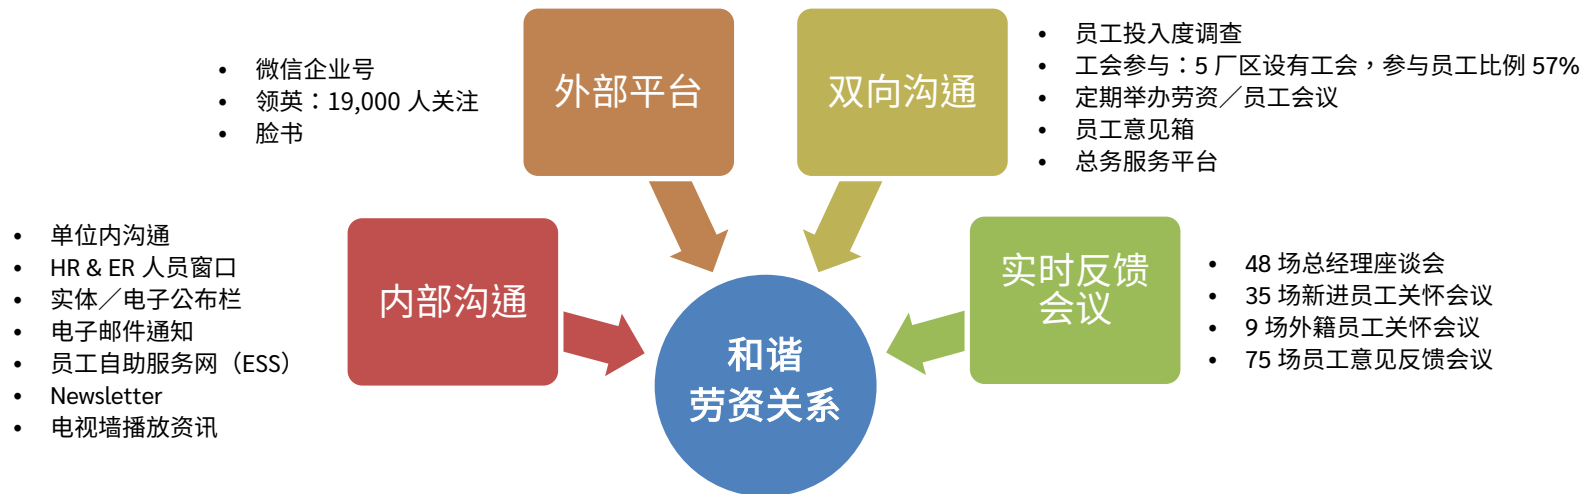 外部平台
• 微信企业号
• 领英：19,000 人关注
• 脸书
双向沟通
• 员工投入度调查
• 工会参与：5 厂区设有工会，参与员工比例 57%
• 定期举办劳资／员工会议
• 员工意见箱
• 总务服务平台
内部沟通
• 单位内沟通
• HR & ER 人员窗口
• 实体／电子公布栏
• 电子邮件通知
• 员工自助服务网（ESS）
• Newsletter
• 电视墙播放资讯
实时反馈
会议
• 48 场总经理座谈会
• 35 场新进员工关怀会议
• 9 场外籍员工关怀会议
• 75 场员工意见反馈会议
和谐
劳资关系